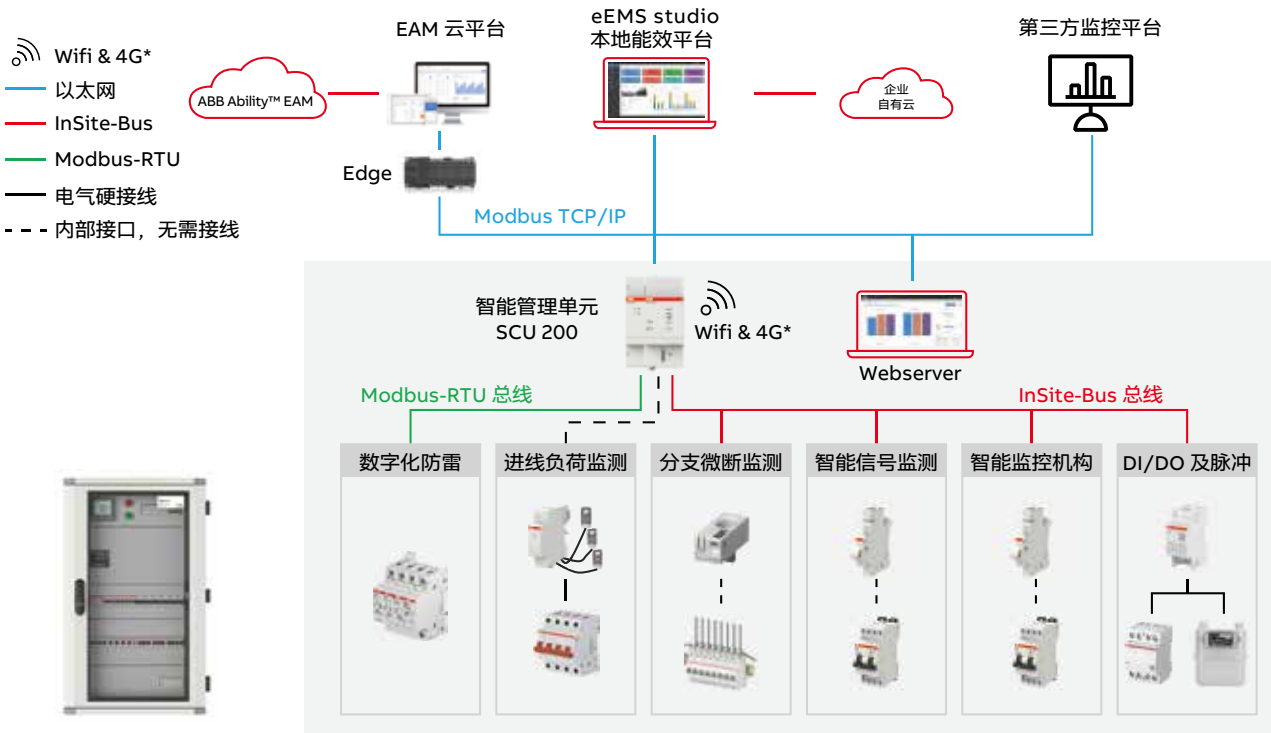 Wifi & 4G*
以太网
InSite-Bus
Modbus-RTU
电气硬接线
内部接口，无需接线
EAM 云平台
eEMS studio
本地能效平台
第三方监控平台
ABB Ability™ EAM
企业
自有云
Edge
Modbus TCP/IP
智能管理单元
SCU 200
Wifi & 4G*
Webserver
Modbus-RTU 总线
InSite-Bus 总线
数字化防雷
进线负荷监测
分支微断监测
智能信号监测
智能监控机构
DI/DO 及脉冲